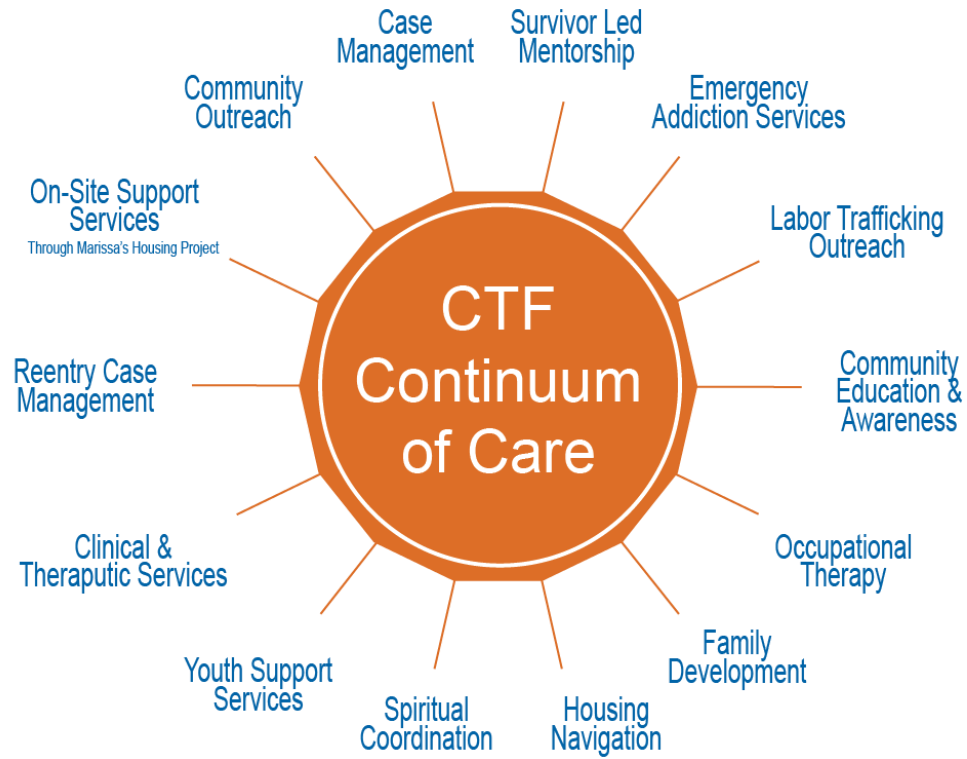 Case
Management
Survivor Led
Mentorship
Emergency
Addiction Services
Labor Trafficking
Outreach
Community
Education &
Awareness
Occupational
Therapy
Family
Development
Housing
Navigation
Spiritual
Coordination
Youth Support
Services
Clinical &
Theraputic Services
Reentry Case
Management
On-Site Support
Services
Through Marissa's Housing Project
Community
Outreach
CTF
Continuum
of Care